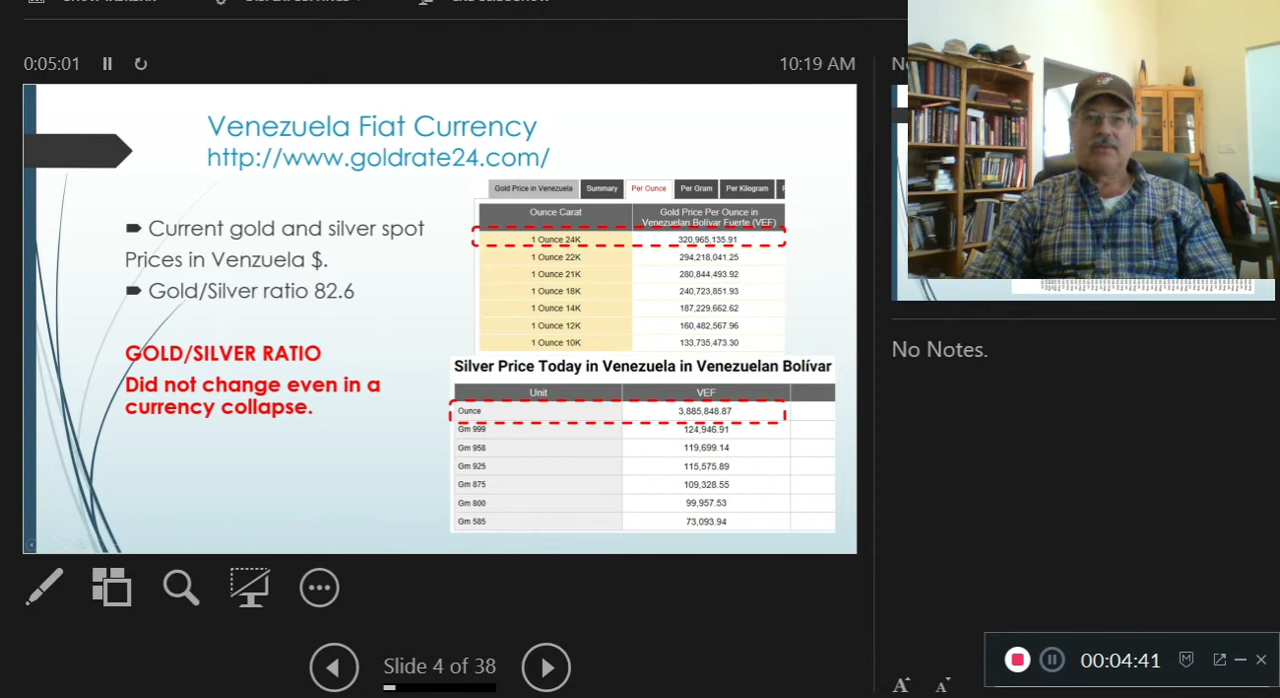 0:05:01
10:19 AM
Venezuela Fiat Currency
http://www.goldrate24.com/
Current gold and silver spot
Prices in Venzuela $.
Gold/Silver ratio 82.6
GOLD/SILVER RATIO
Did not change even in a
currency collapse.
Gold Price in Venezuela Summary Per Ounce Per Gram Per Kilogram
Ounce Carat Gold Price Per Ounce in
Venezuelan Bolívar Fuerte (VEF)
1 Ounce 24K 320,965,135.91
1 Ounce 22K 294,218,041.25
1 Ounce 21K 280,844,493.92
1 Ounce 18K 240,723,851.93
1 Ounce 14K 187,229,662.62
1 Ounce 12K 160,482,567.96
1 Ounce 10K 133,735,473.30
Silver Price Today in Venezuela in Venezuelan Bolívar
Unit VEF
Ounce 3,885,848.87
Gm 999 124,946.91
Gm 958 119,699.14
Gm 925 115,575.89
Gm 875 109,328.55
Gm 800 99,957.53
Gm 585 73,093.94
No Notes.
Slide 4 of 38
00:04:41
A A